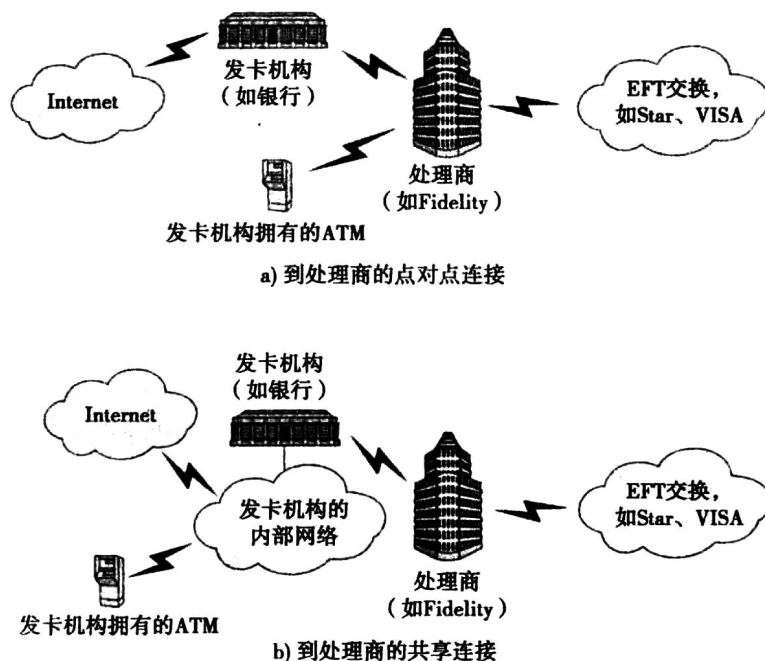 Internet
发卡机构
（如银行）
EFT交换，
如Star、VISA
处理商
（如Fidelity）
发卡机构拥有的ATM
a) 到处理商的点对点连接
发卡机构
（如银行）
Internet
发卡机构的
内部网络
EFT交换，
如Star、VISA
处理商
（如Fidelity）
发卡机构拥有的ATM
b) 到处理商的共享连接